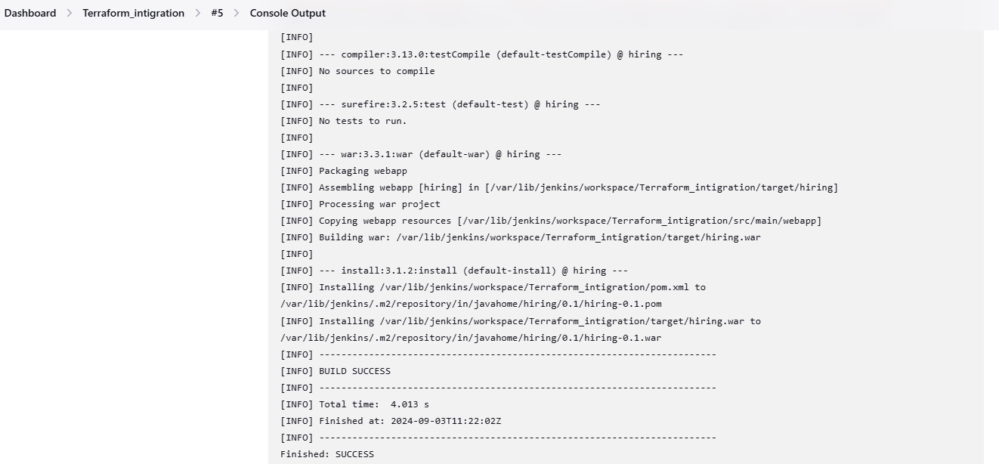 Dashboard > Terraform_intigration > #5 > Console Output
[INFO]
[INFO] --- compiler:3.13.0:testCompile (default-testCompile) @ hiring ---
[INFO] No sources to compile
[INFO]
[INFO] --- surefire:3.2.5:test (default-test) @ hiring ---
[INFO] No tests to run.
[INFO]
[INFO] --- war:3.3.1:war (default-war) @ hiring ---
[INFO] Packaging webapp
[INFO] Assembling webapp [hiring] in [/var/lib/jenkins/workspace/Terraform_intigration/target/hiring]
[INFO] Processing war project
[INFO] Copying webapp resources [/var/lib/jenkins/workspace/Terraform_intigration/src/main/webapp]
[INFO] Building war: /var/lib/jenkins/workspace/Terraform_intigration/target/hiring.war
[INFO]
[INFO] --- install:3.1.2:install (default-install) @ hiring ---
[INFO] Installing /var/lib/jenkins/workspace/Terraform_intigration/pom.xml to
/var/lib/jenkins/.m2/repository/in/javahome/hiring/0.1/hiring-0.1.pom
[INFO] Installing /var/lib/jenkins/workspace/Terraform_intigration/target/hiring.war to
/var/lib/jenkins/.m2/repository/in/javahome/hiring/0.1/hiring-0.1.war
[INFO] ------------------------------------------------------------------------
[INFO] BUILD SUCCESS
[INFO] ------------------------------------------------------------------------
[INFO] Total time:  4.013 s
[INFO] Finished at: 2024-09-03T11:22:02Z
[INFO] ------------------------------------------------------------------------
Finished: SUCCESS